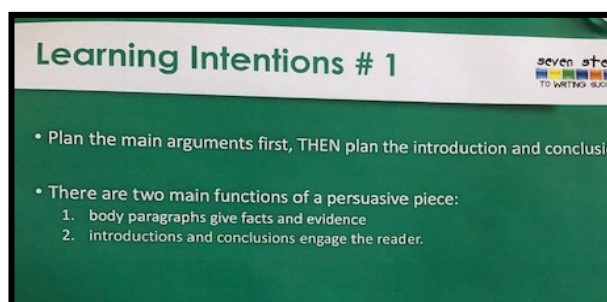 Learning Intentions # 1
seven ste
TO WRITING SUC
• Plan the main arguments first, THEN plan the introduction and conclusi
• There are two main functions of a persuasive piece:
1. body paragraphs give facts and evidence
2. introductions and conclusions engage the reader.